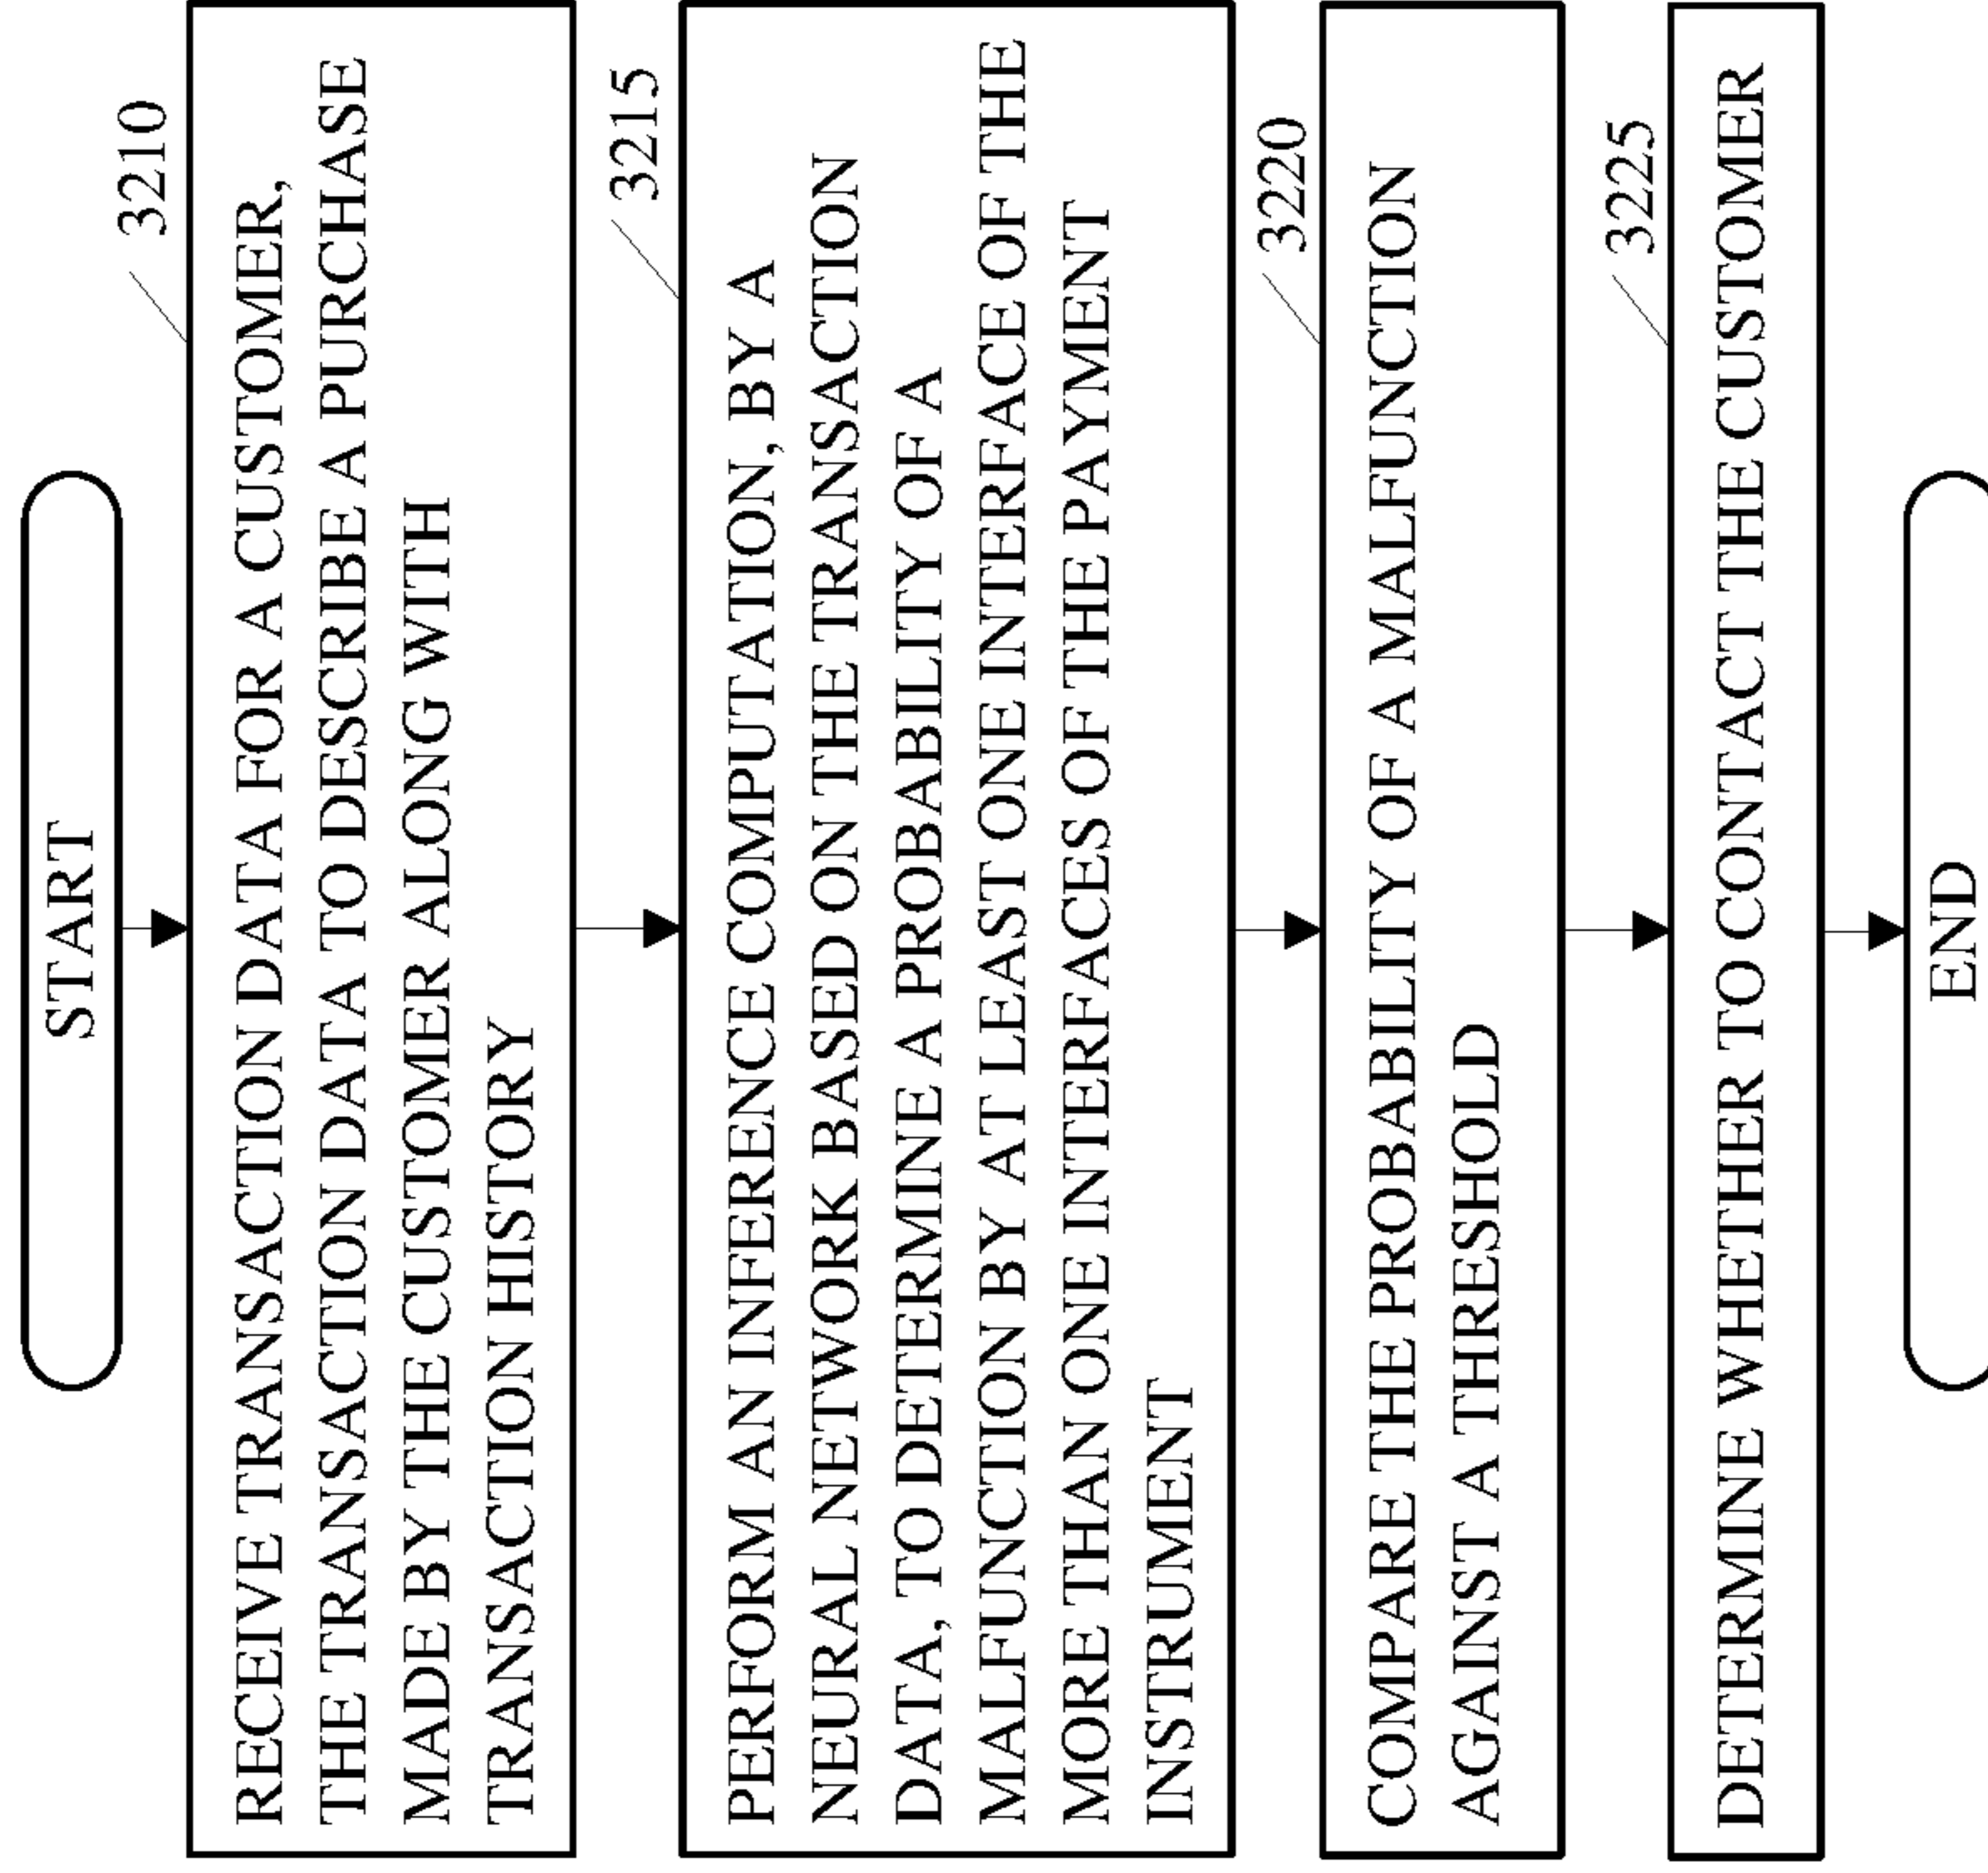 START
3210
RECEIVE TRANSACTION DATA FOR A CUSTOMER,
THE TRANSACTION DATA TO DESCRIBE A PURCHASE
MADE BY THE CUSTOMER ALONG WITH
TRANSACTION HISTORY
3215
PERFORM AN INFERENCE COMPUTATION, BY A
NEURAL NETWORK BASED ON THE TRANSACTION
DATA, TO DETERMINE A PROBABILITY OF A
MALFUNCTION BY AT LEAST ONE INTERFACE OF THE
MORE THAN ONE INTERFACES OF THE PAYMENT
INSTRUMENT
3220
COMPARE THE PROBABILITY OF A MALFUNCTION
AGAINST A THRESHOLD
3225
DETERMINE WHETHER TO CONTACT THE CUSTOMER
END